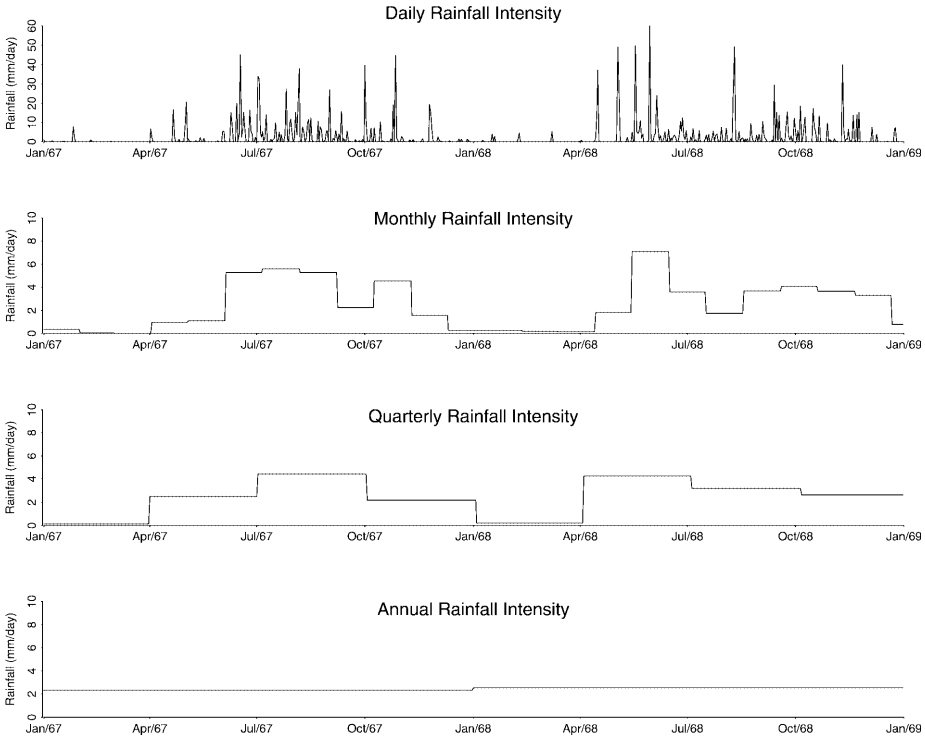 Daily Rainfall Intensity
Rainfall (mm/day)
0 10 20 30 40 50 60
Jan/67 Apr/67 Jul/67 Oct/67 Jan/68 Apr/68 Jul/68 Oct/68 Jan/69
Monthly Rainfall Intensity
Rainfall (mm/day)
0 2 4 6 8 10
Jan/67 Apr/67 Jul/67 Oct/67 Jan/68 Apr/68 Jul/68 Oct/68 Jan/69
Quarterly Rainfall Intensity
Rainfall (mm/day)
0 2 4 6 8 10
Jan/67 Apr/67 Jul/67 Oct/67 Jan/68 Apr/68 Jul/68 Oct/68 Jan/69
Annual Rainfall Intensity
Rainfall (mm/day)
0 2 4 6 8 10
Jan/67 Apr/67 Jul/67 Oct/67 Jan/68 Apr/68 Jul/68 Oct/68 Jan/69